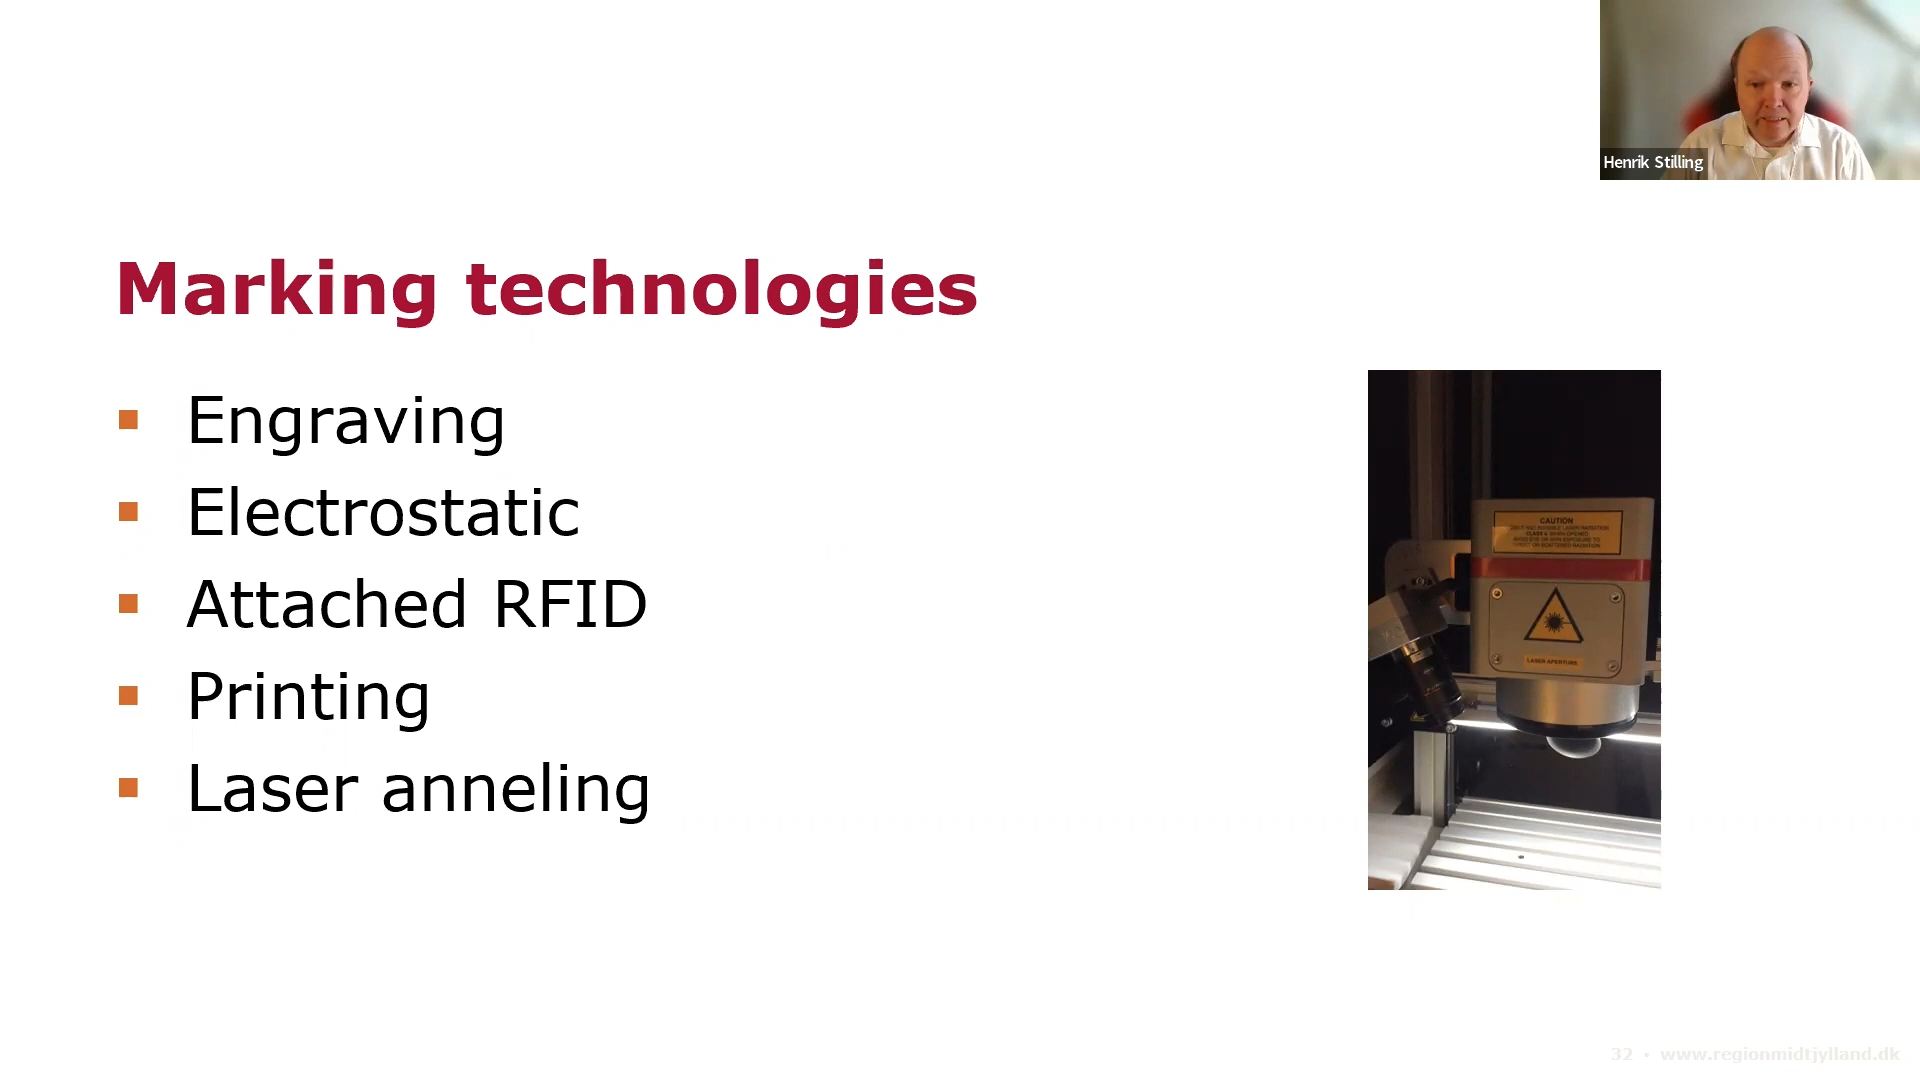 Henrik Stilling
Marking technologies
Engraving
Electrostatic
Attached RFID
Printing
Laser anneling
CAUTION
LASER APERTURE
32 • www.regionmidtjylland.dk